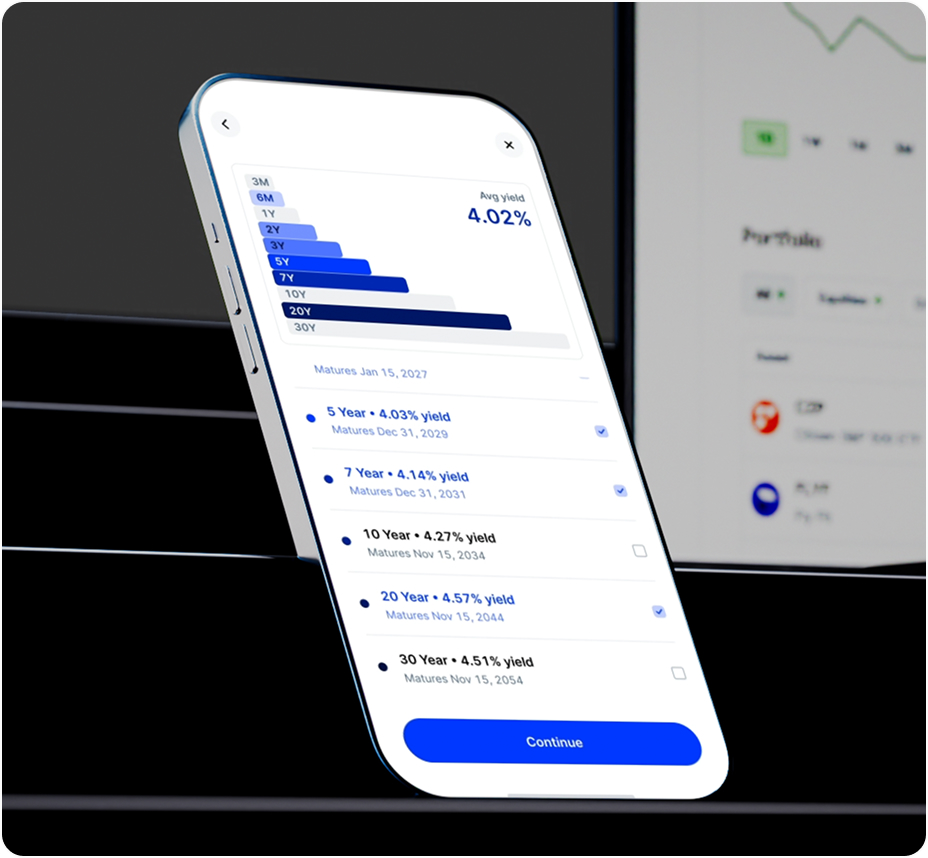 3M
6M
1Y
2Y
3Y
5Y
7Y
10Y
20Y
30Y
Avg yield
4.02%
Matures Jan 15, 2027
5 Year • 4.03% yield
Matures Dec 31, 2029
7 Year • 4.14% yield
Matures Dec 31, 2031
10 Year • 4.27% yield
Matures Nov 15, 2034
20 Year • 4.57% yield
Matures Nov 15, 2044
30 Year • 4.51% yield
Matures Nov 15, 2054
Continue
Portfolio